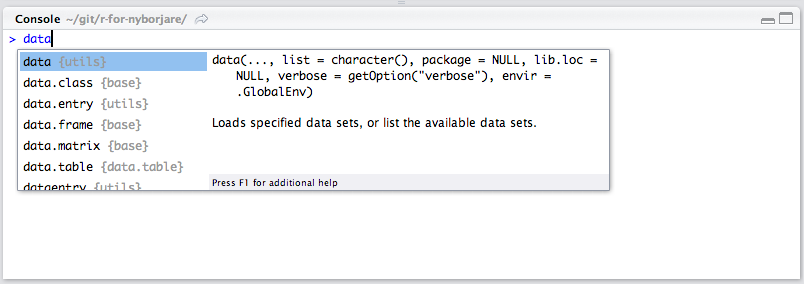 Console ~/git/r-for-nyborjare/
> data
data {utils}
data.class {base}
data.entry {utils}
data.frame {base}
data.matrix {base}
data.table {data.table}
dataentry {utils}
data(..., list = character(), package = NULL, lib.loc =
NULL, verbose = getOption("verbose"), envir =
.GlobalEnv)
Loads specified data sets, or list the available data sets.
Press F1 for additional help